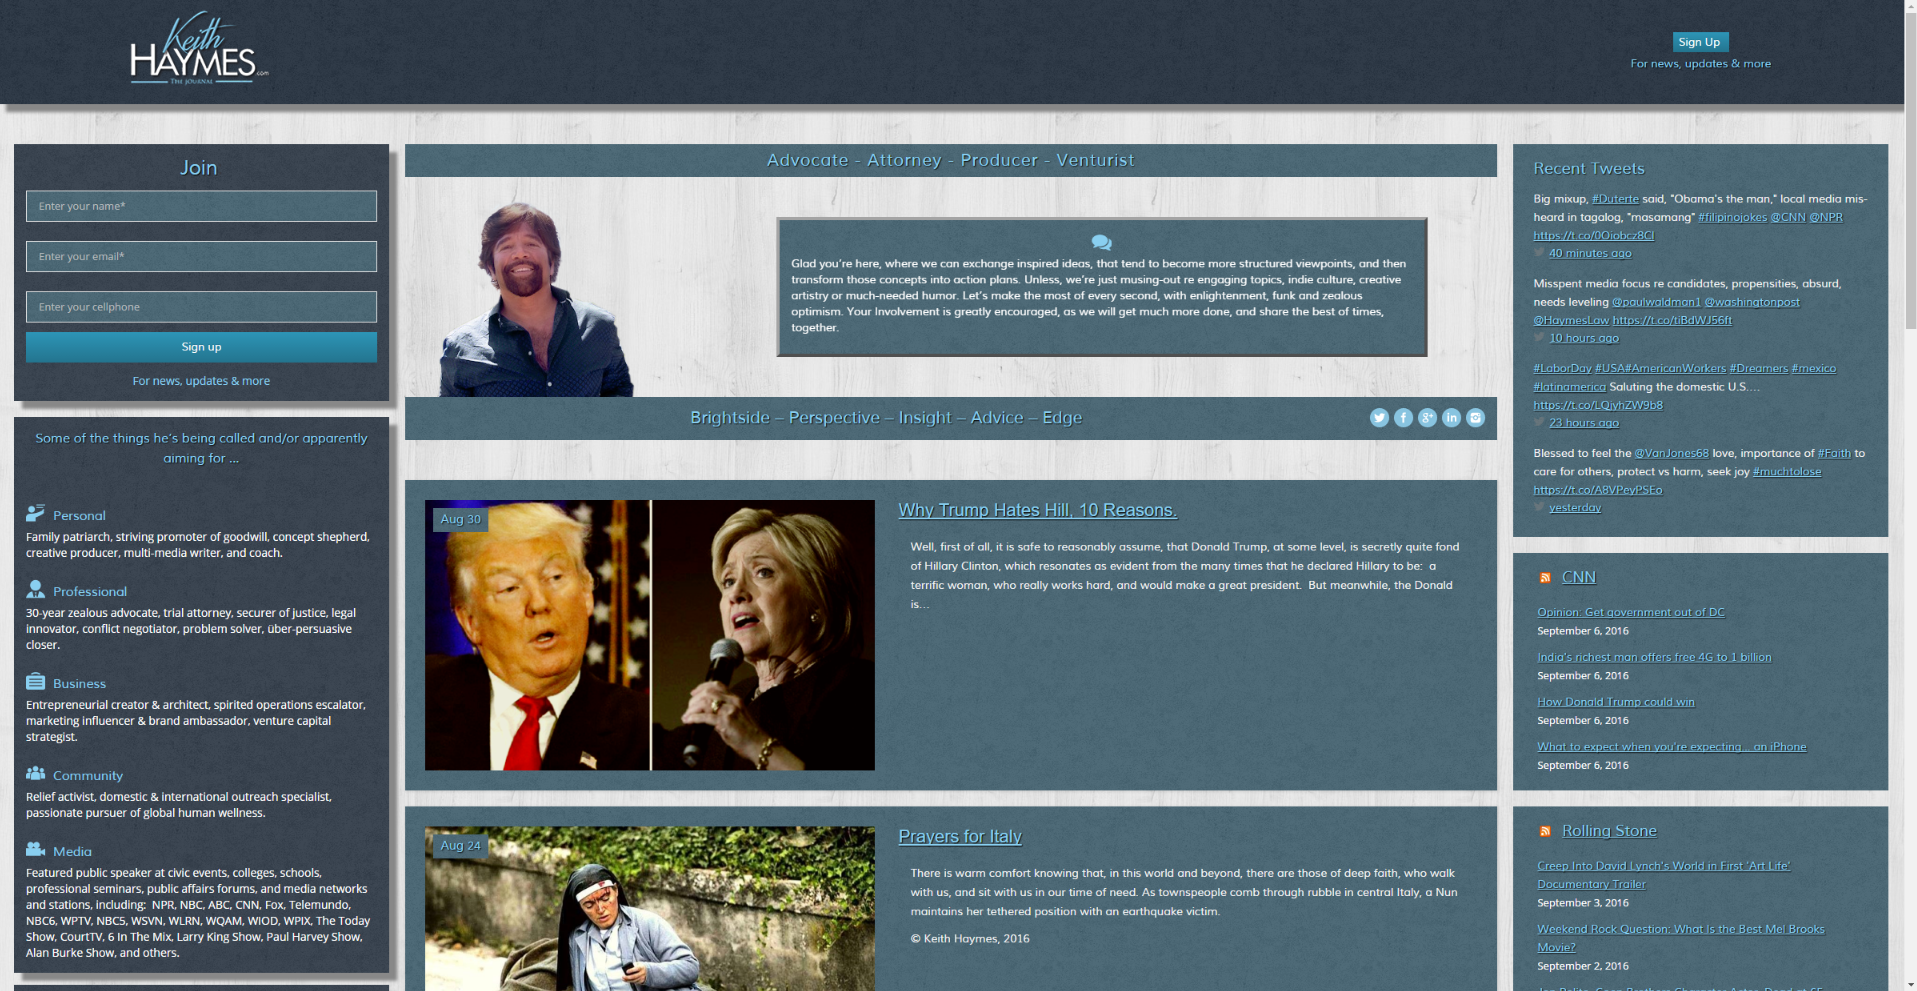 Keith
HAYMES.com
THE JOURNAL
Sign Up
For news, updates & more
Join
Enter your name*
Enter your email*
Enter your cellphone
Sign up
For news, updates & more
Some of the things he's being called and/or apparently
aiming for ...
Personal
Family patriarch, striving promoter of goodwill, concept shepherd,
creative producer, multi-media writer, and coach.
Professional
30-year zealous advocate, trial attorney, securer of justice, legal
innovator, conflict negotiator, problem solver, über-persuasive
closer.
Business
Entrepreneurial creator & architect, spirited operations escalator,
marketing influencer & brand ambassador, venture capital
strategist.
Community
Relief activist, domestic & international outreach specialist,
passionate pursuer of global human wellness.
Media
Featured public speaker at civic events, colleges, schools,
professional seminars, public affairs forums, and media networks
and stations, including:  NPR, NBC, ABC, CNN, Fox, Telemundo,
NBC6, WPTV, NBC5, WSVN, WLRN, WQAM, WIOD, WPIX, The Today
Show, CourtTV, 6 In The Mix, Larry King Show, Paul Harvey Show,
Alan Burke Show, and others.
Advocate - Attorney - Producer - Venturist
Glad you're here, where we can exchange inspired ideas, that tend to become more structured viewpoints, and then
transform those concepts into action plans. Unless, we're just musing-out re engaging topics, indie culture, creative
artistry or much-needed humor. Let's make the most of every second, with enlightenment, funk and zealous
optimism. Your Involvement is greatly encouraged, as we will get much more done, and share the best of times,
together.
Brightside – Perspective – Insight – Advice – Edge
Aug 30
Why Trump Hates Hill, 10 Reasons.
Well, first of all, it is safe to reasonably assume, that Donald Trump, at some level, is secretly quite fond
of Hillary Clinton, which resonates as evident from the many times that he declared Hillary to be:  a
terrific woman, who really works hard, and would make a great president.  But meanwhile, the Donald
is...
Aug 24
Prayers for Italy
There is warm comfort knowing that, in this world and beyond, there are those of deep faith, who walk
with us, and sit with us in our time of need. As townspeople comb through rubble in central Italy, a Nun
maintains her tethered position with an earthquake victim.
© Keith Haymes, 2016
Recent Tweets
Big mixup, #Duterte said, "Obama's the man," local media mis-
heard in tagalog, "masamang" #filipinojokes @CNN @NPR
https://t.co/0Oiobcz8CI
40 minutes ago
Misspent media focus re candidates, propensities, absurd,
needs leveling @paulwaldman1 @washingtonpost
@HaymesLaw https://t.co/tiBdWJ56ft
10 hours ago
#LaborDay #USA#AmericanWorkers #Dreamers #mexico
#latinamerica Saluting the domestic U.S....
https://t.co/LQjyhZW9b8
23 hours ago
Blessed to feel the @VanJones68 love, importance of #Faith to
care for others, protect vs harm, seek joy #muchtolose
https://t.co/A8VPeyPSEo
yesterday
CNN
Opinion: Get government out of DC
September 6, 2016
India's richest man offers free 4G to 1 billion
September 6, 2016
How Donald Trump could win
September 6, 2016
What to expect when you're expecting... an iPhone
September 6, 2016
Rolling Stone
Creep Into David Lynch's World in First 'Art Life'
Documentary Trailer
September 3, 2016
Weekend Rock Question: What Is the Best Mel Brooks
Movie?
September 2, 2016